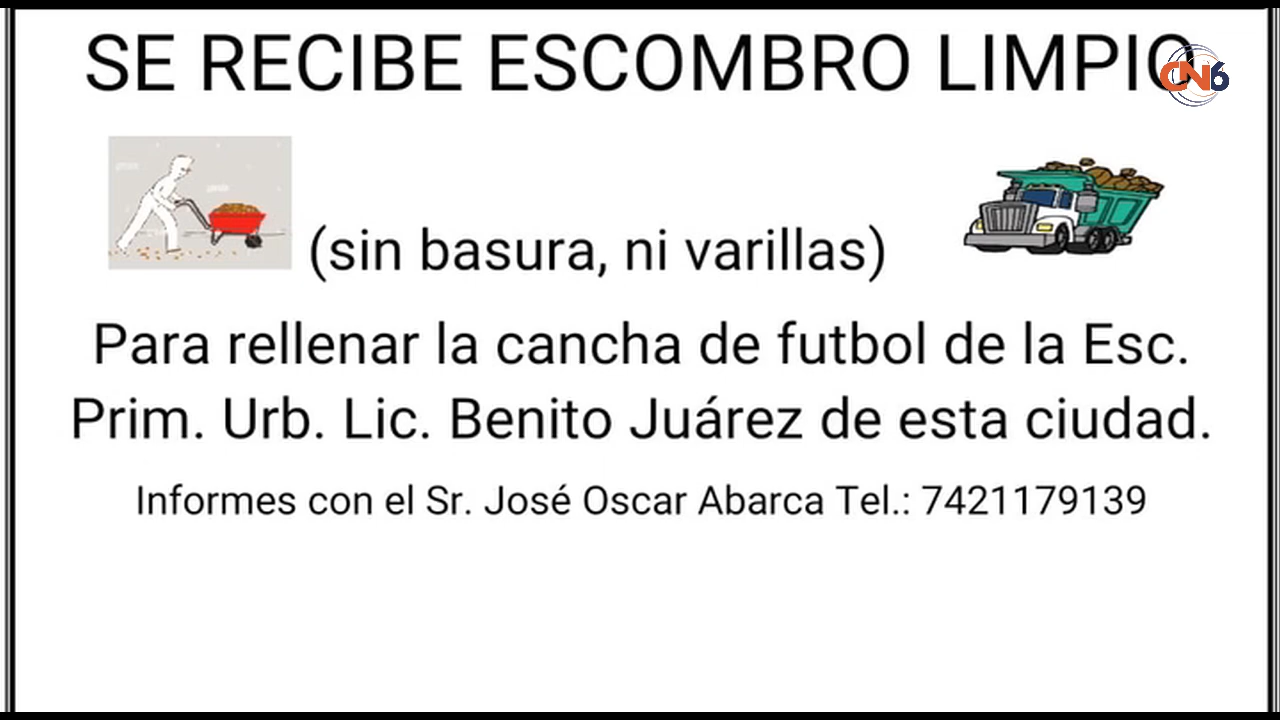 SE RECIBE ESCOMBRO LIMPIO
CN6
(sin basura, ni varillas)
Para rellenar la cancha de futbol de la Esc.
Prim. Urb. Lic. Benito Juárez de esta ciudad.
Informes con el Sr. José Oscar Abarca Tel.: 7421179139